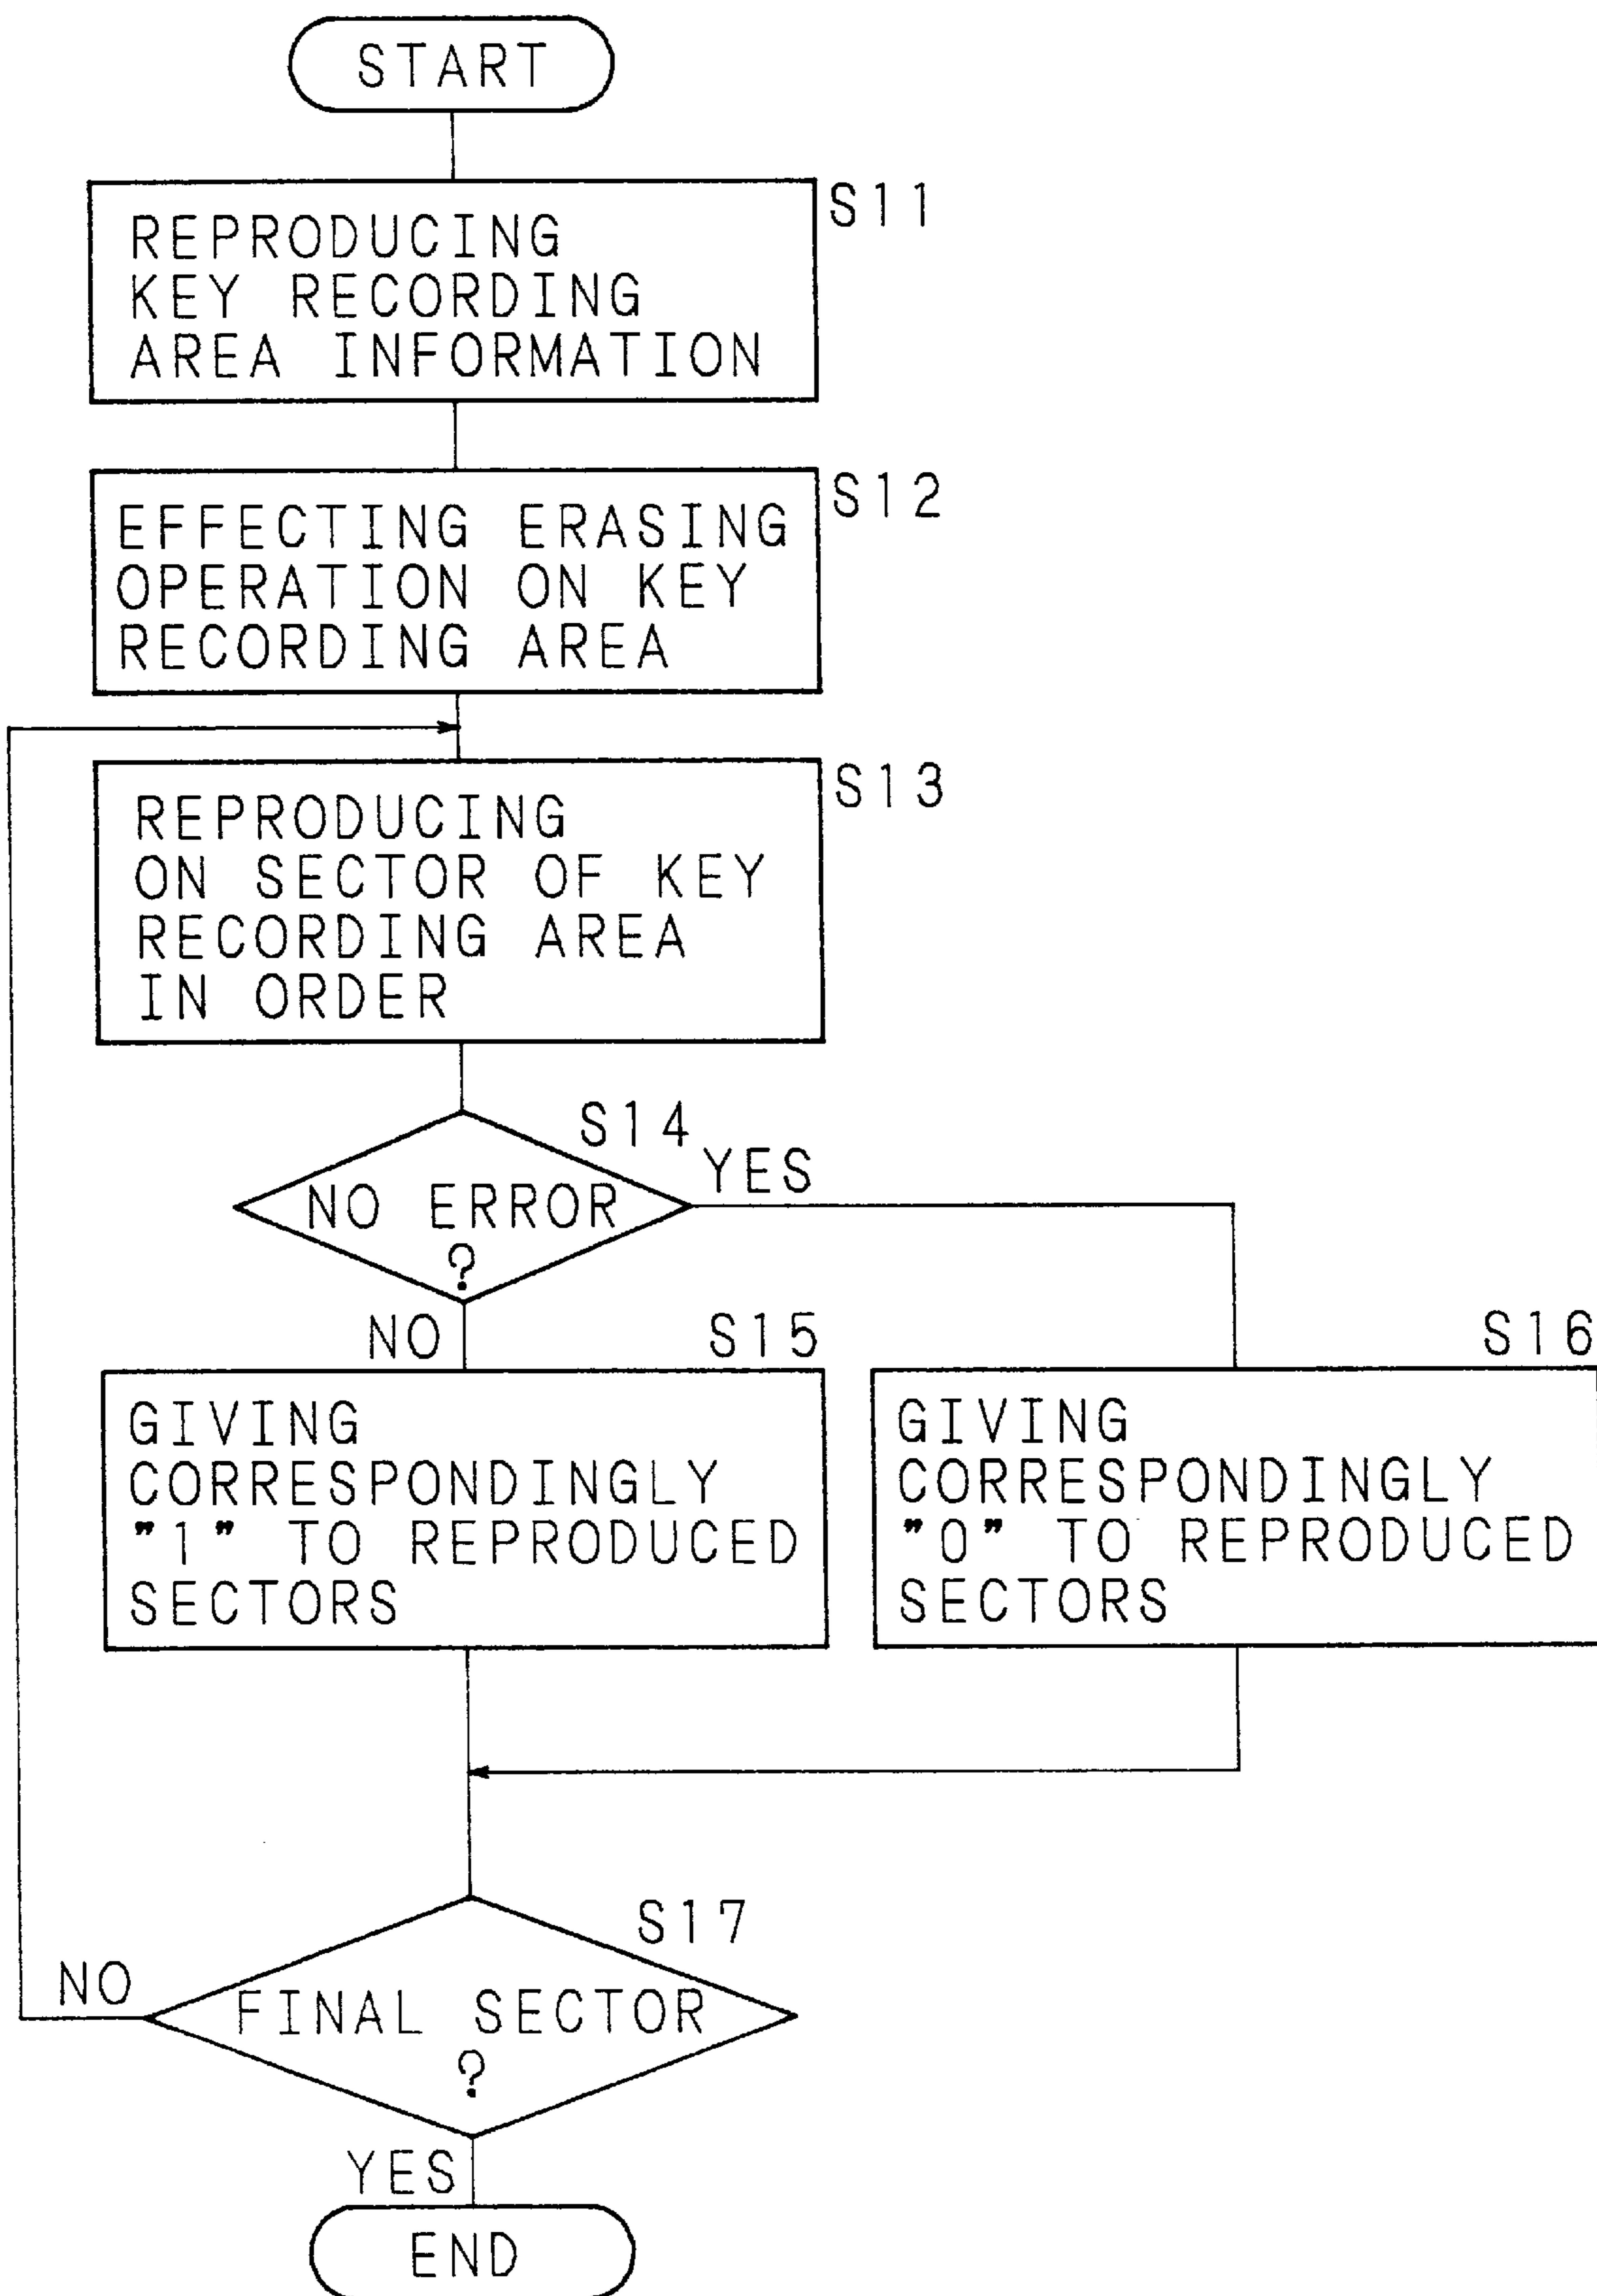 START
S11
REPRODUCING
KEY RECORDING
AREA INFORMATION
S12
EFFECTING ERASING
OPERATION ON KEY
RECORDING AREA
S13
REPRODUCING
ON SECTOR OF KEY
RECORDING AREA
IN ORDER
S14
YES
NO ERROR
?
NO
S15
GIVING
CORRESPONDINGLY
"1" TO REPRODUCED
SECTORS
S16
GIVING
CORRESPONDINGLY
"0" TO REPRODUCED
SECTORS
S17
NO
FINAL SECTOR
?
YES
END